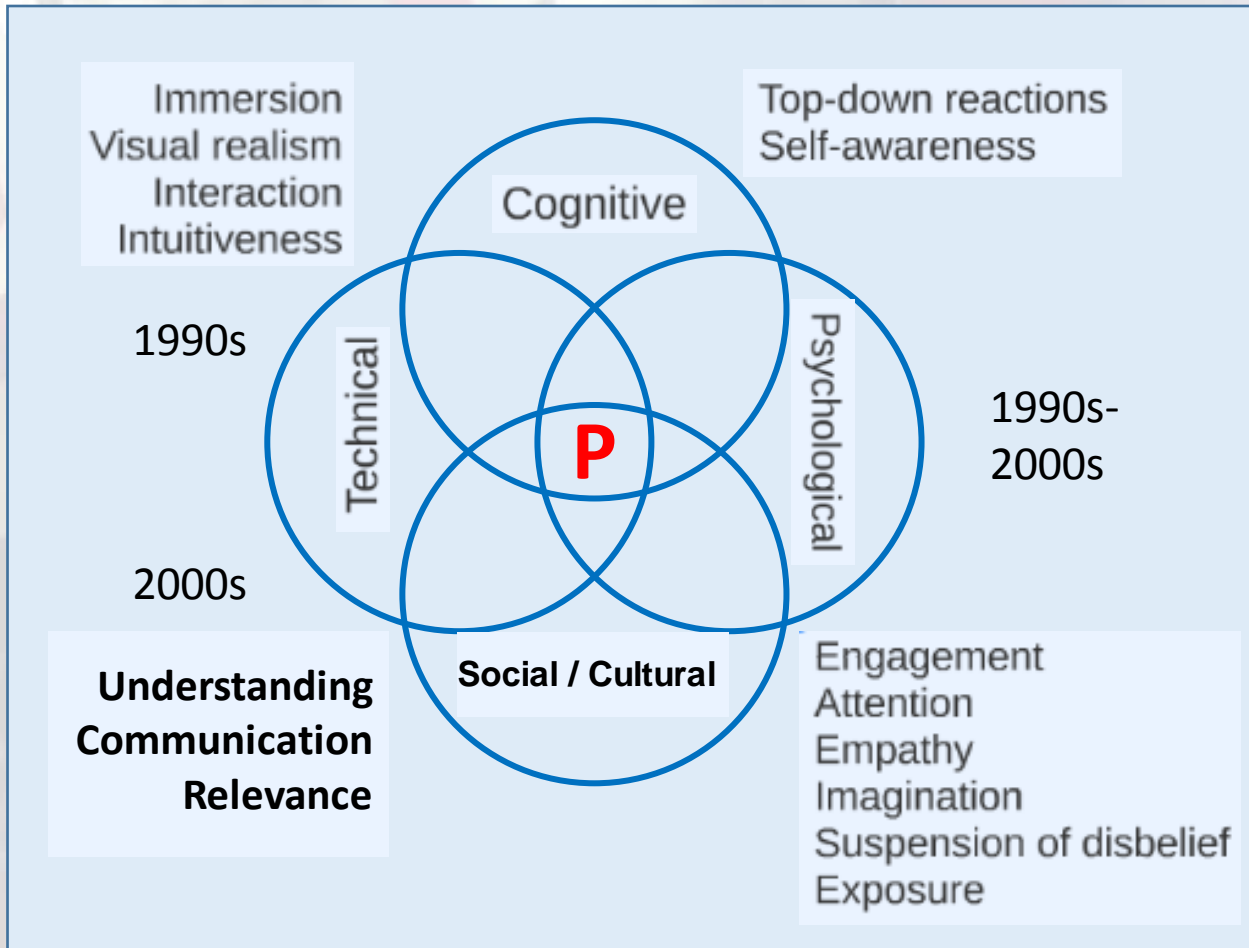 Immersion
Visual realism
Interaction
Intuitiveness
Top-down reactions
Self-awareness
Cognitive
1990s
Technical
P
Psychological
1990s-
2000s
2000s
Understanding
Communication
Relevance
Social / Cultural
Engagement
Attention
Empathy
Imagination
Suspension of disbelief
Exposure